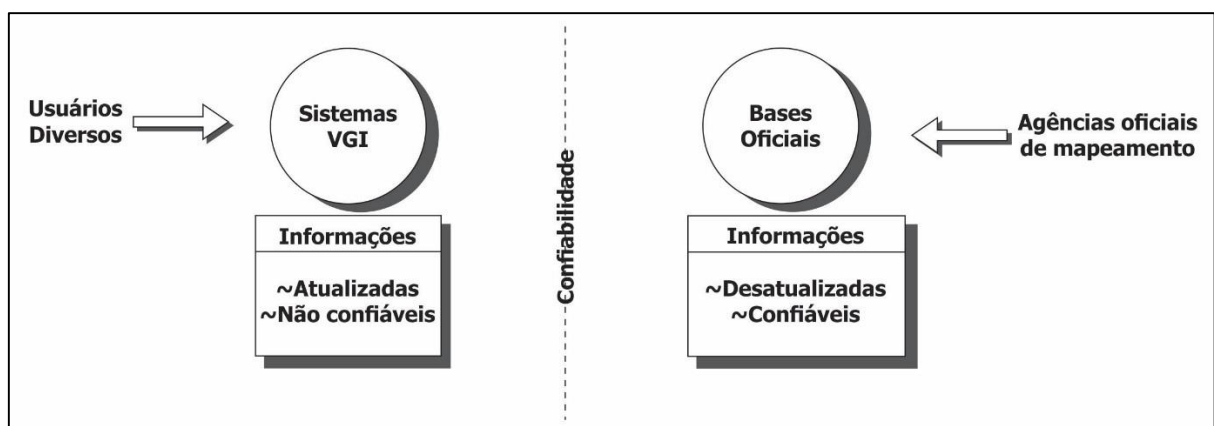 Usuários
Diversos
Sistemas
VGI
Informações
~Atualizadas
~Não confiáveis
Confiabilidade
Bases
Oficiais
Informações
~Desatualizadas
~Confiáveis
Agências oficiais
de mapeamento